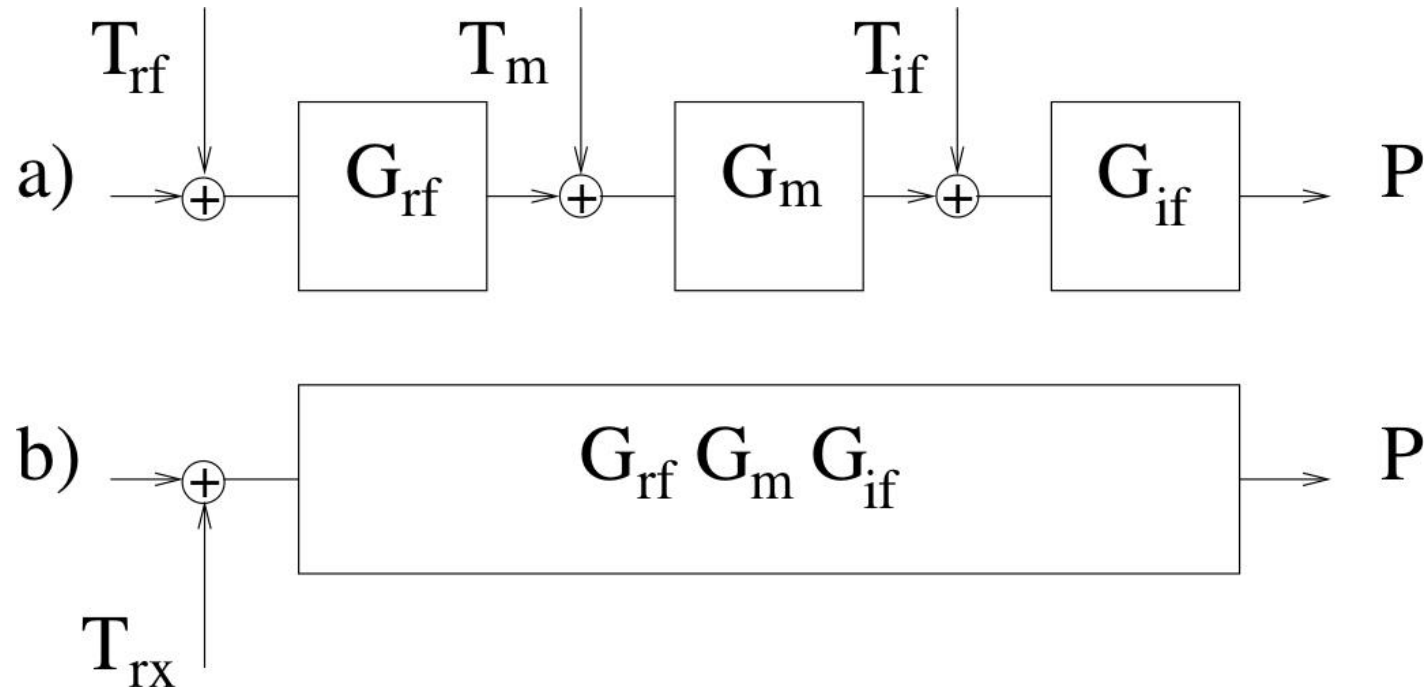 T_rf T_m T_if
a) + G_rf + G_m + G_if P
b) + G_rf G_m G_if P
T_rx